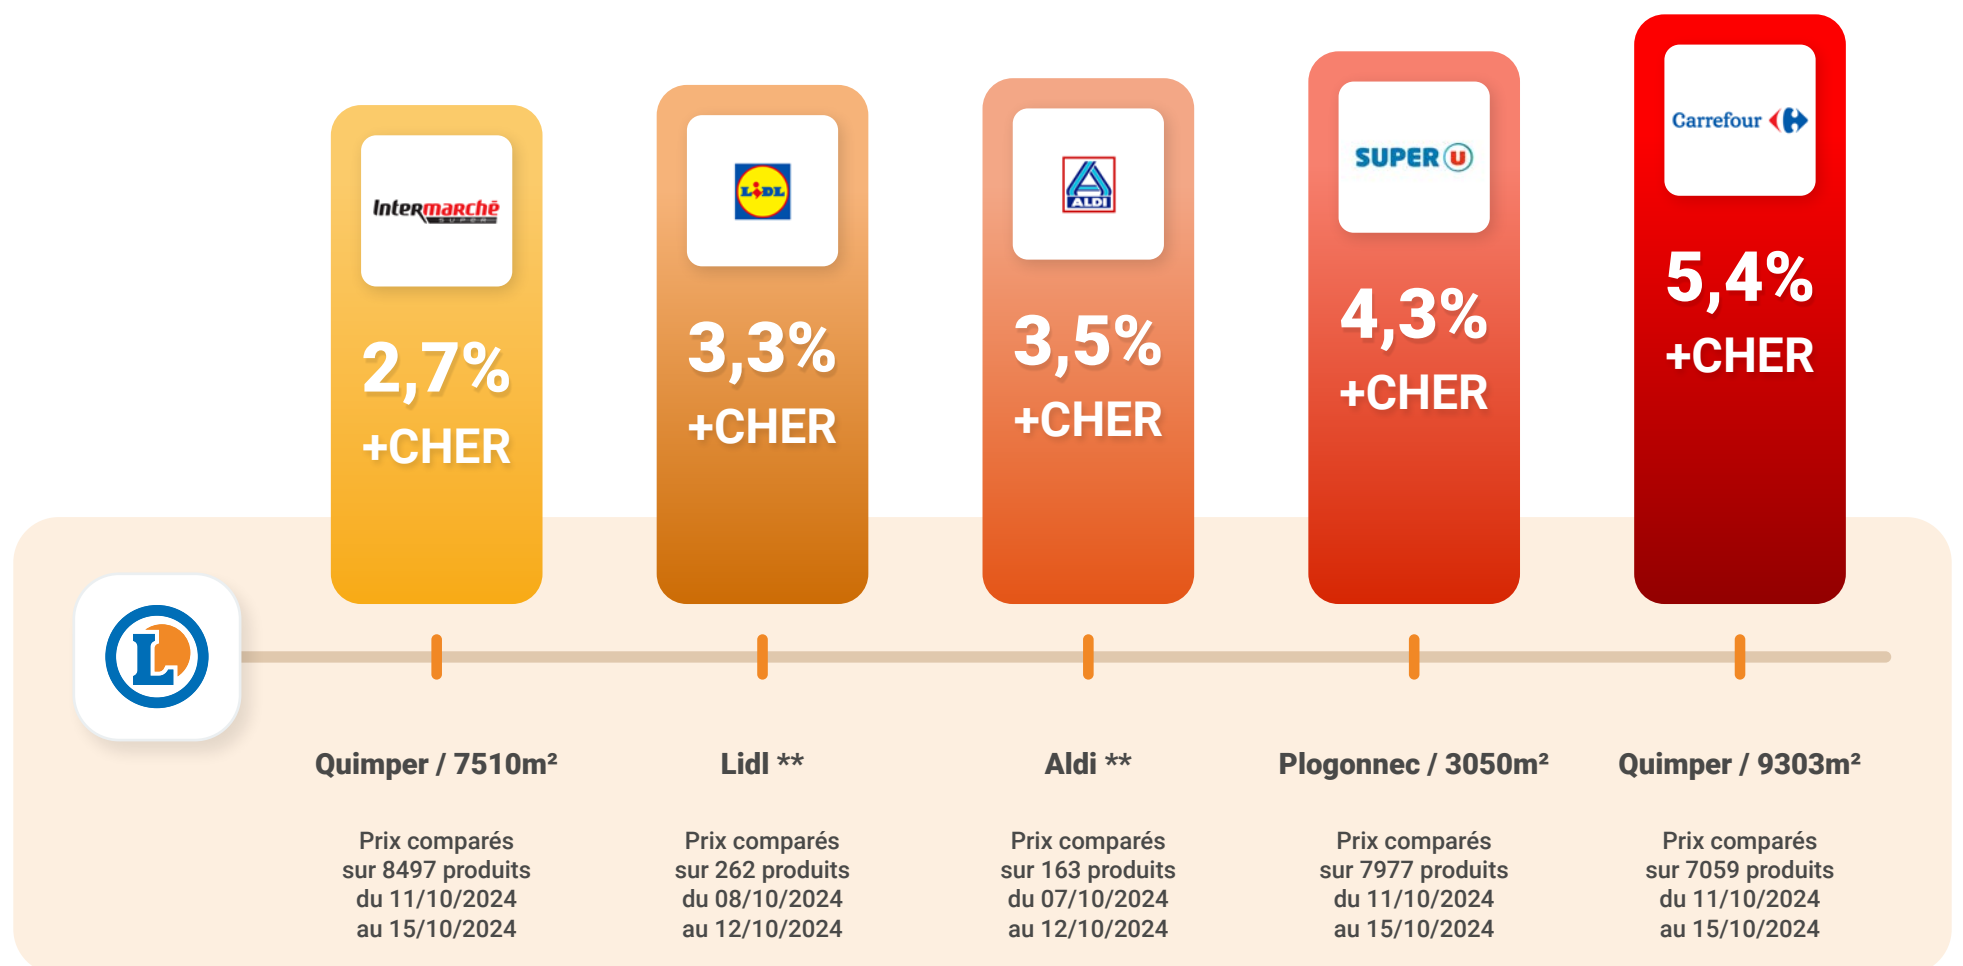 Intermarchē
SUPER
2,7%
+CHER
LIDL
3,3%
+CHER
ALDI
3,5%
+CHER
SUPER U
4,3%
+CHER
Carrefour
5,4%
+CHER
L
Quimper / 7510m²
Prix comparés
sur 8497 produits
du 11/10/2024
au 15/10/2024
Lidl **
Prix comparés
sur 262 produits
du 08/10/2024
au 12/10/2024
Aldi **
Prix comparés
sur 163 produits
du 07/10/2024
au 12/10/2024
Plogonnec / 3050m²
Prix comparés
sur 7977 produits
du 11/10/2024
au 15/10/2024
Quimper / 9303m²
Prix comparés
sur 7059 produits
du 11/10/2024
au 15/10/2024